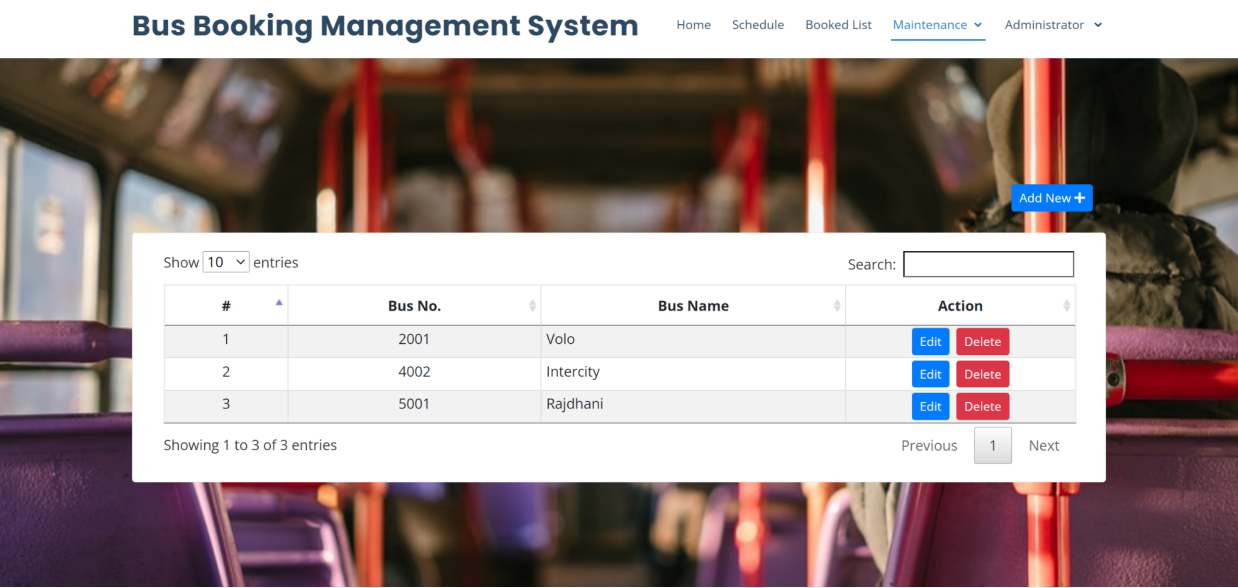 Bus Booking Management System Home Schedule Booked List Maintenance Administrator
Add New
Show 10 entries Search:
# Bus No. Bus Name Action
1 2001 Volo Edit Delete
2 4002 Intercity Edit Delete
3 5001 Rajdhani Edit Delete
Showing 1 to 3 of 3 entries Previous 1 Next